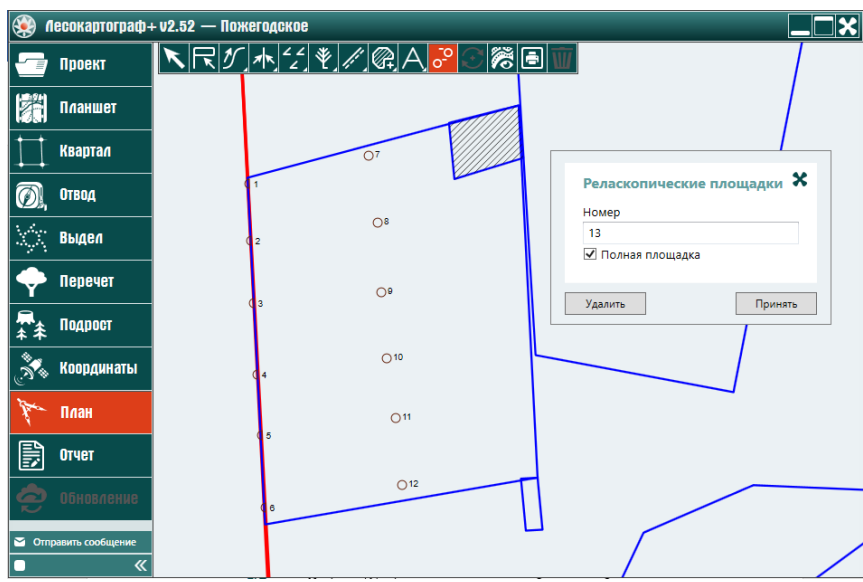 Лесокартограф+ v2.52 — Пожегодское
Проект
Планшет
Квартал
Отвод
Выдел
Перечет
Подрост
Координаты
План
Отчет
Обновление
Отправить сообщение
7
1
8
2
9
3
10
4
11
5
12
6
Реласкопические площадки
Номер
13
Полная площадка
Удалить
Принять